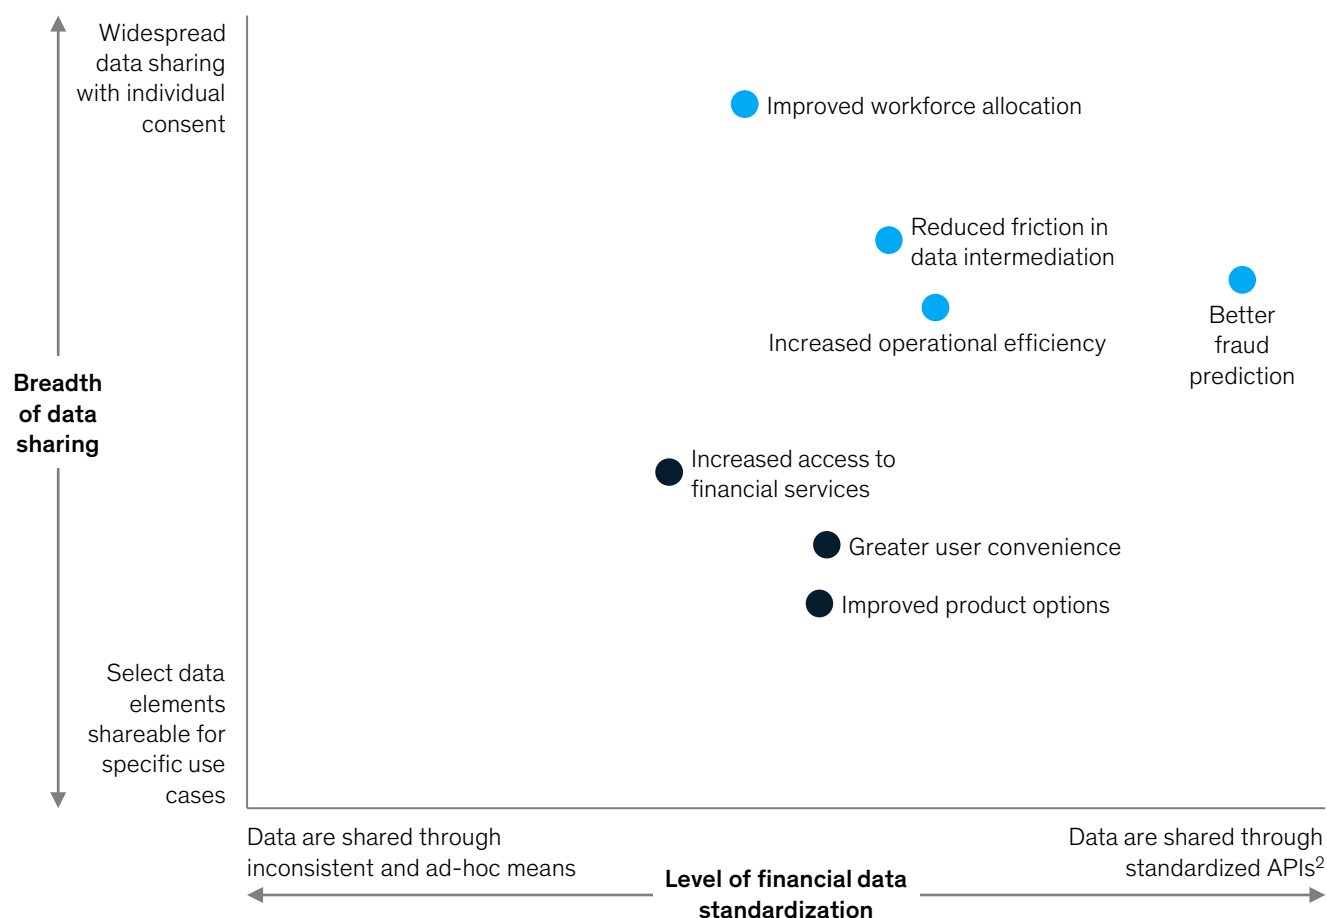 Widespread
data sharing
with individual
consent
Improved workforce allocation
Reduced friction in
data intermediation
Better
fraud
prediction
Increased operational efficiency
Breadth
of data
sharing
Increased access to
financial services
Greater user convenience
Improved product options
Select data
elements
shareable for
specific use
cases
Data are shared through
inconsistent and ad-hoc means
Data are shared through
standardized APIs²
Level of financial data
standardization